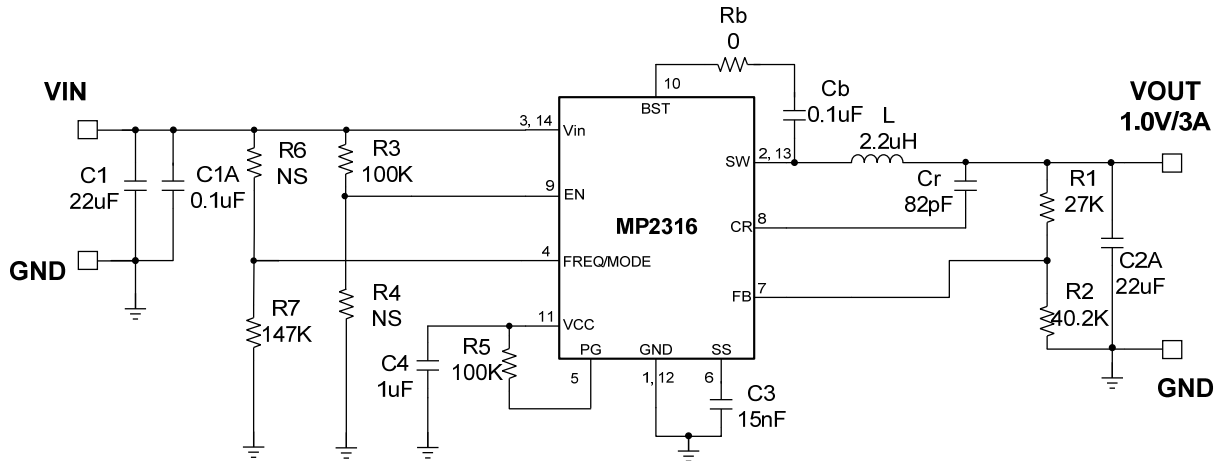 Rb
0
10
BST
Cb
0.1uF
VIN
3, 14
Vin
VOUT
1.0V/3A
L
2.2uH
SW
2, 13
R6
NS
R3
100K
C1
22uF
C1A
0.1uF
9
EN
Cr
82pF
R1
27K
MP2316
CR
8
GND
4
FREQ/MODE
C2A
22uF
FB
7
R7
147K
R4
NS
R2
40.2K
11
VCC
C4
1uF
R5
100K
PG
GND
SS
5
1, 12
6
C3
15nF
GND